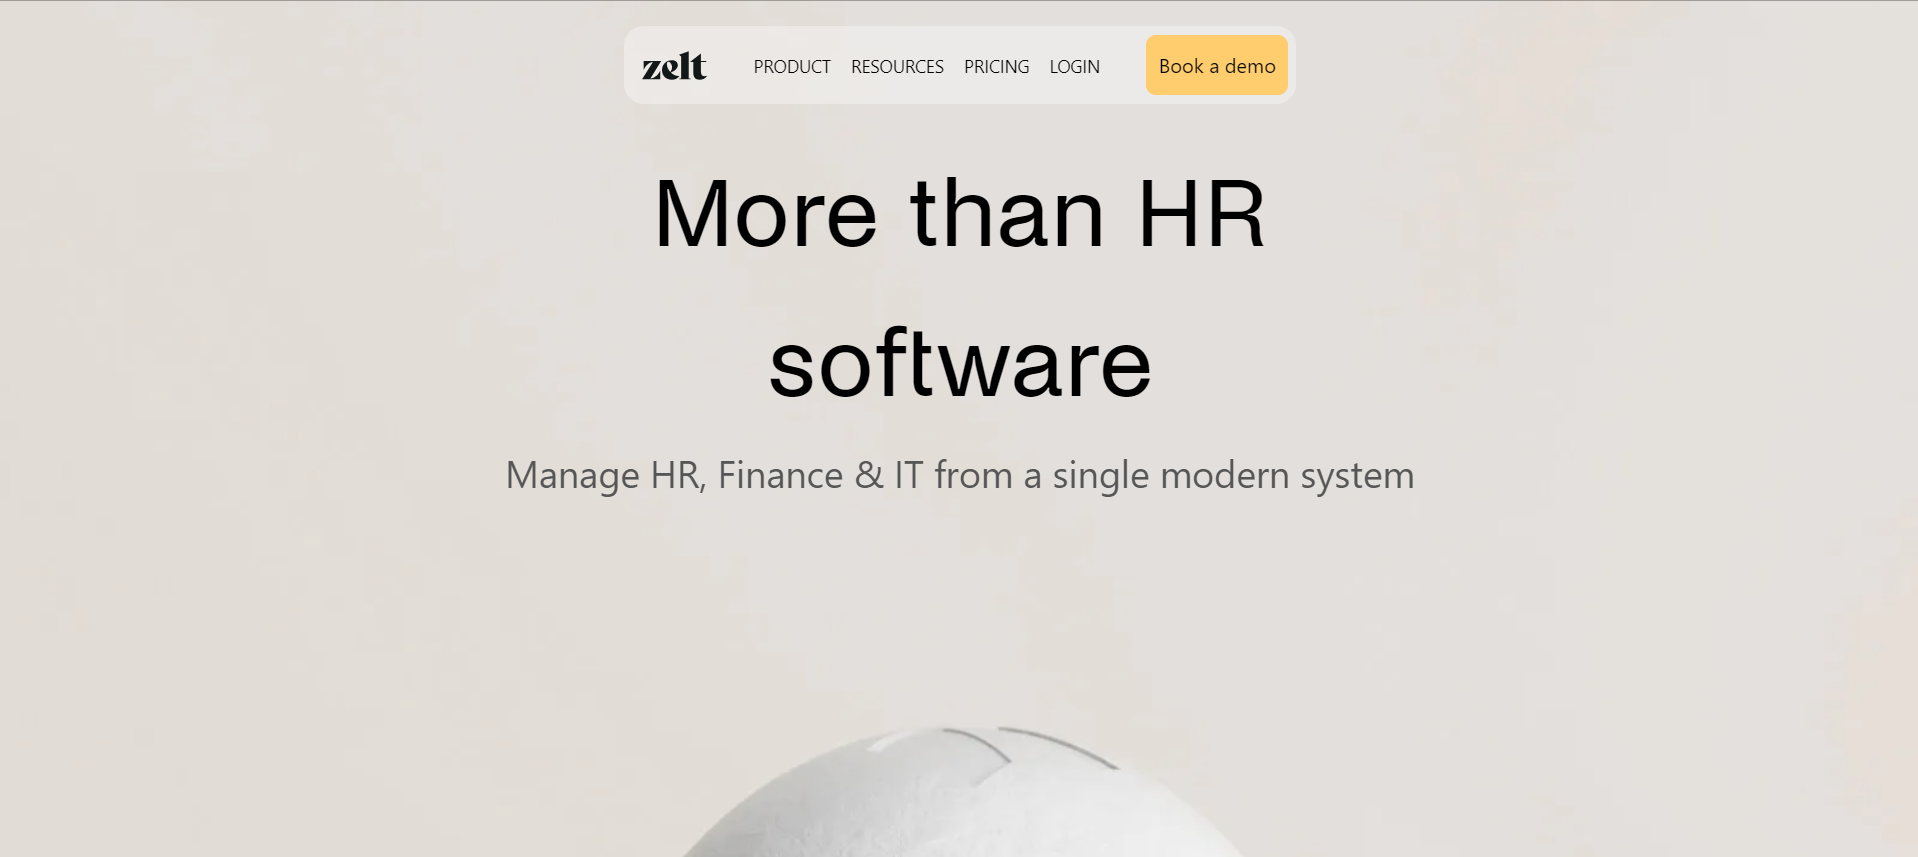 zelt PRODUCT RESOURCES PRICING LOGIN Book a demo
More than HR
software
Manage HR, Finance & IT from a single modern system